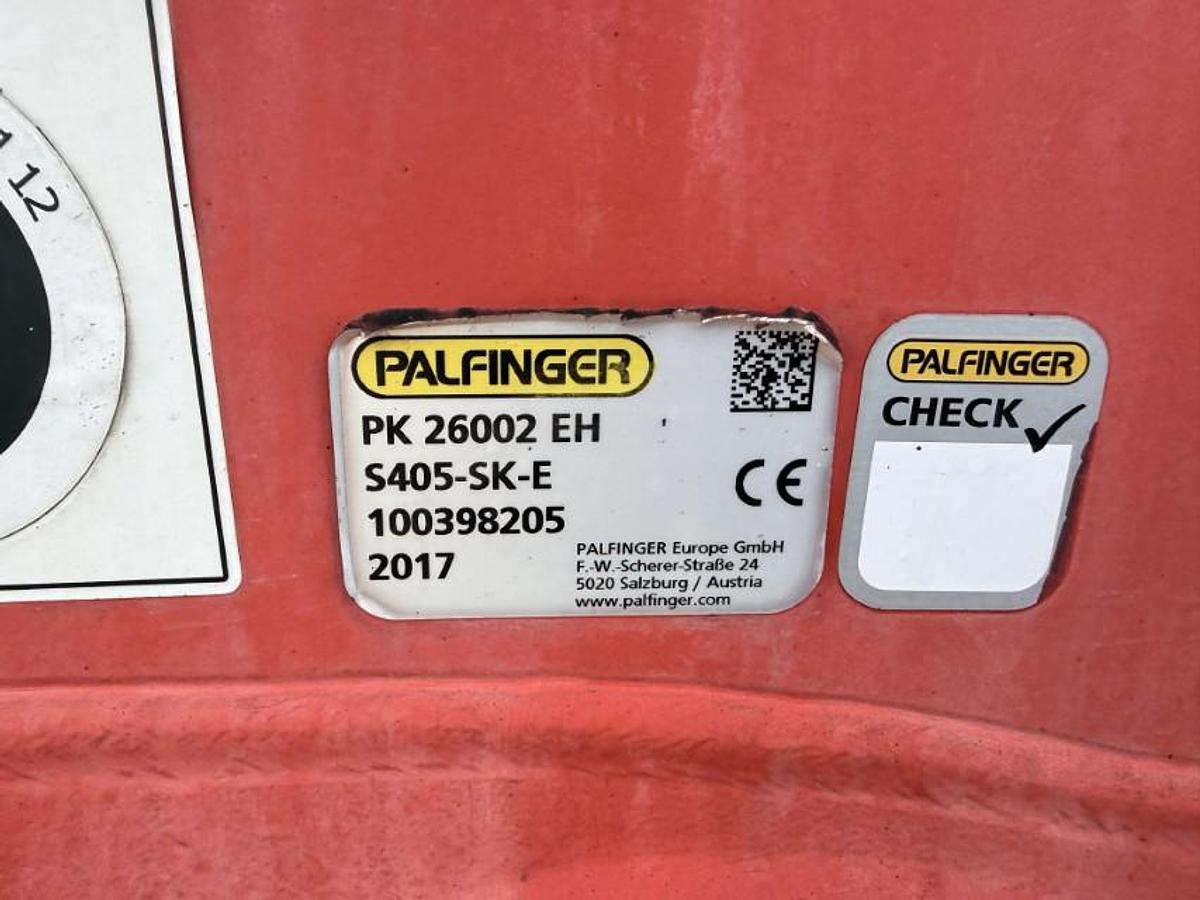 12
PALFINGER
PK 26002 EH
S405-SK-E
100398205
2017
CE
PALFINGER Europe GmbH
F.-W.-Scherer-Straße 24
5020 Salzburg / Austria
www.palfinger.com
PALFINGER
CHECK